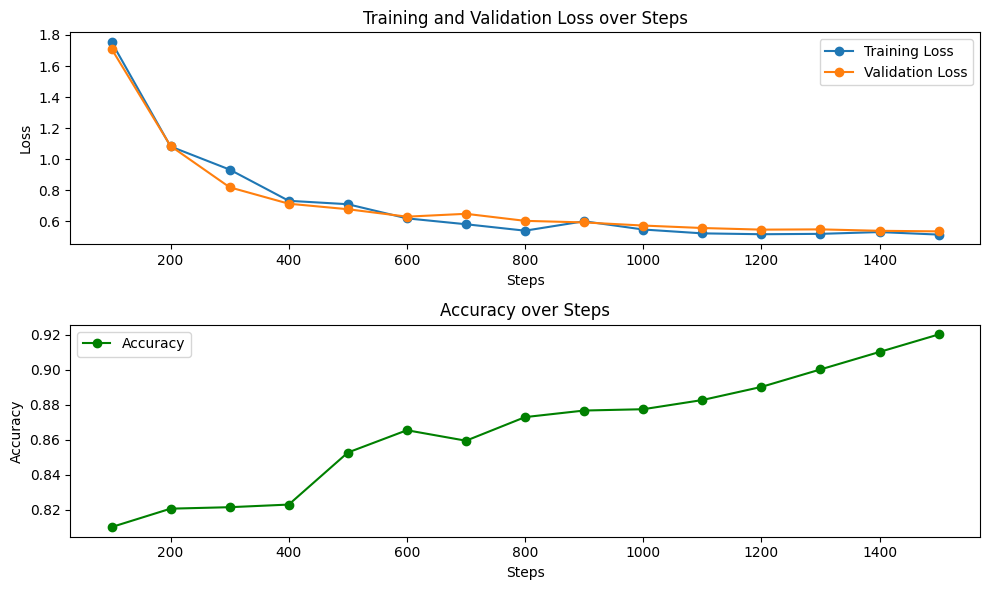 Training and Validation Loss over Steps
1.8
1.6
1.4
1.2
1.0
0.8
0.6
Loss
Training Loss
Validation Loss
200 400 600 800 1000 1200 1400
Steps
Accuracy over Steps
0.92
0.90
0.88
0.86
0.84
0.82
Accuracy
Accuracy
200 400 600 800 1000 1200 1400
Steps